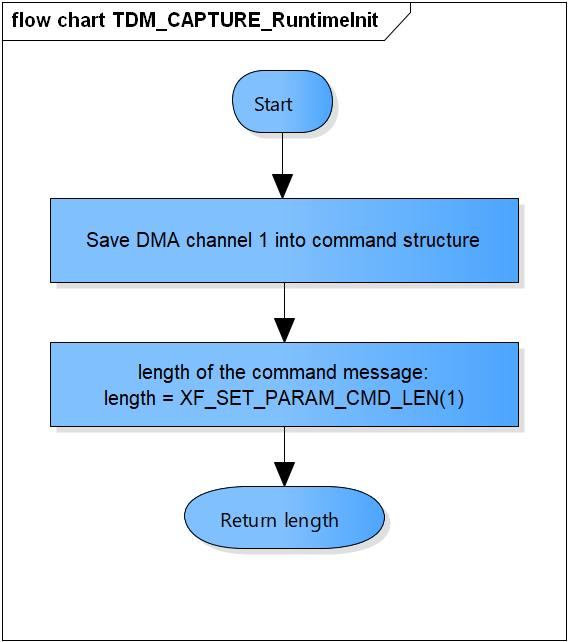 flow chart TDM_CAPTURE_RuntimeInit
Start
Save DMA channel 1 into command structure
length of the command message:
length = XF_SET_PARAM_CMD_LEN(1)
Return length